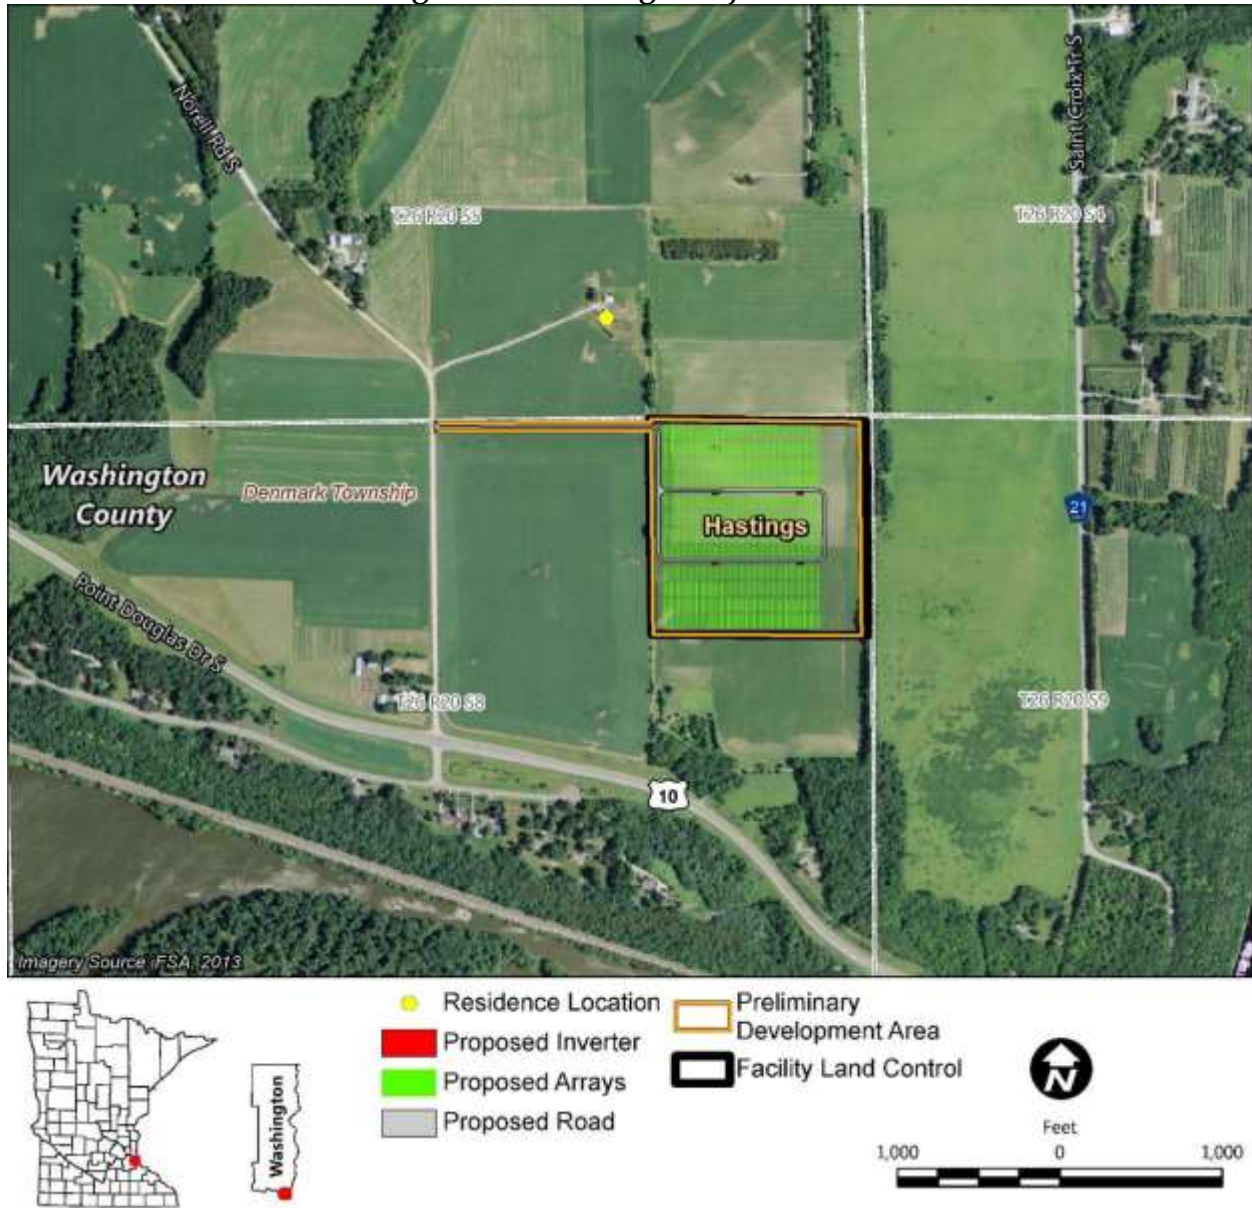 Norell Rd S
Saint Croix Tr S
T26 R20 S5
T26 R20 S4
Washington
County
Denmark Township
Hastings
21
Point Douglas Dr S
T26 R20 S8
T26 R20 S9
10
Imagery Source: FSA, 2013
Washington
Residence Location
Proposed Inverter
Proposed Arrays
Proposed Road
Preliminary
Development Area
Facility Land Control
N
Feet
1,000 0 1,000